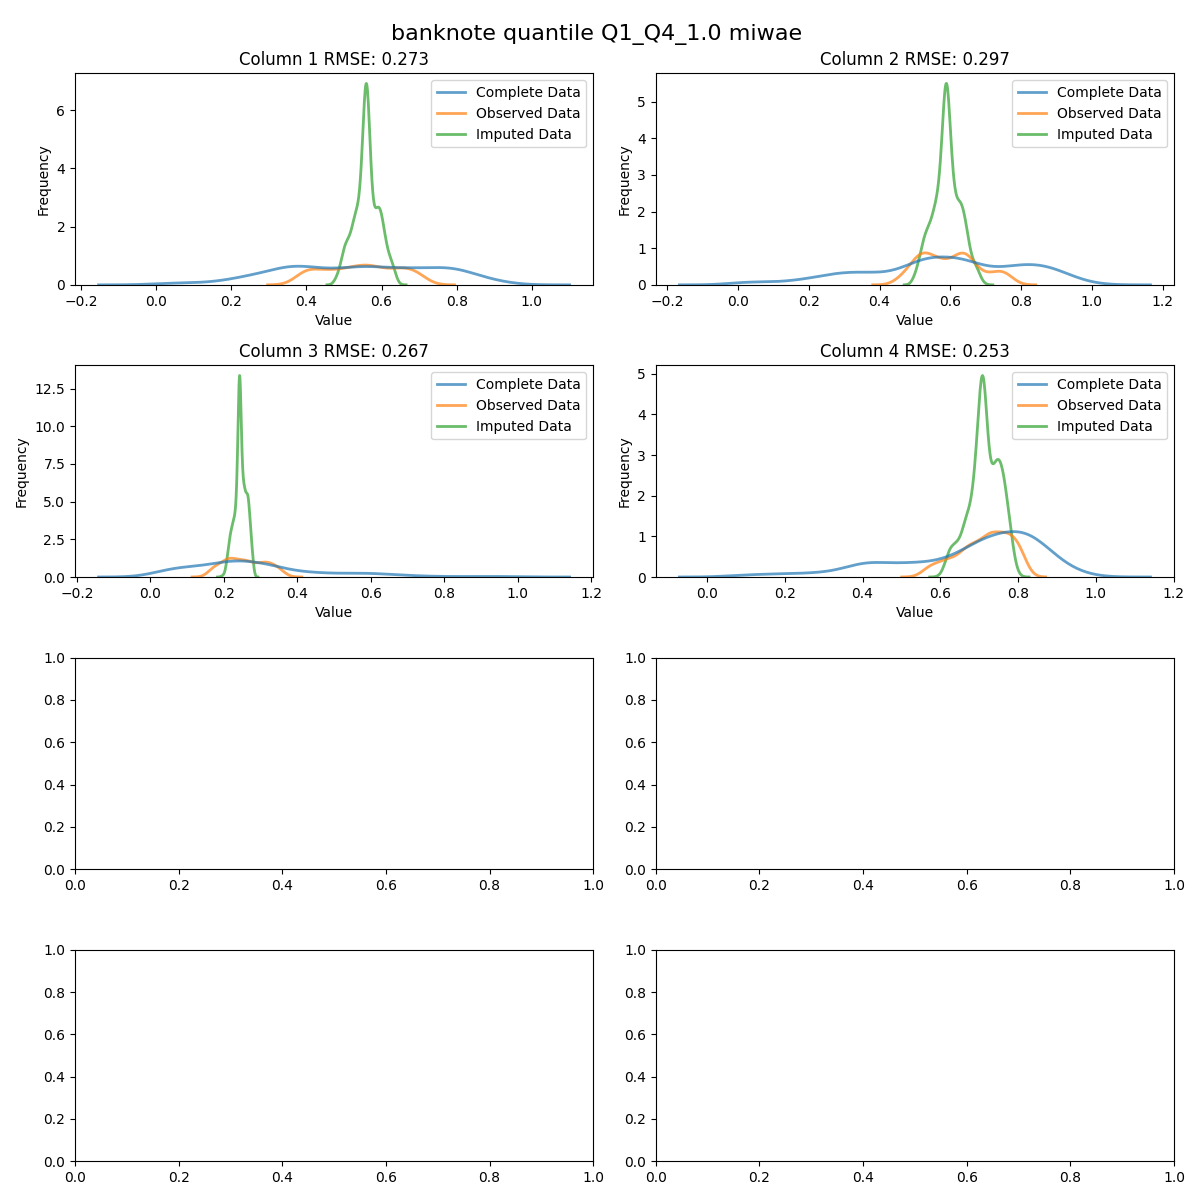 banknote quantile Q1_Q4_1.0 miwae
Column 1 RMSE: 0.273
Complete Data
Observed Data
Imputed Data
Frequency
6
4
2
0
−0.2 0.0 0.2 0.4 0.6 0.8 1.0
Value
Column 2 RMSE: 0.297
Complete Data
Observed Data
Imputed Data
Frequency
5
4
3
2
1
0
−0.2 0.0 0.2 0.4 0.6 0.8 1.0 1.2
Value
Column 3 RMSE: 0.267
Complete Data
Observed Data
Imputed Data
Frequency
12.5
10.0
7.5
5.0
2.5
0.0
−0.2 0.0 0.2 0.4 0.6 0.8 1.0 1.2
Value
Column 4 RMSE: 0.253
Complete Data
Observed Data
Imputed Data
Frequency
5
4
3
2
1
0
0.0 0.2 0.4 0.6 0.8 1.0 1.2
Value
1.0
0.8
0.6
0.4
0.2
0.0
0.0 0.2 0.4 0.6 0.8 1.0
1.0
0.8
0.6
0.4
0.2
0.0
0.0 0.2 0.4 0.6 0.8 1.0
1.0
0.8
0.6
0.4
0.2
0.0
0.0 0.2 0.4 0.6 0.8 1.0
1.0
0.8
0.6
0.4
0.2
0.0
0.0 0.2 0.4 0.6 0.8 1.0